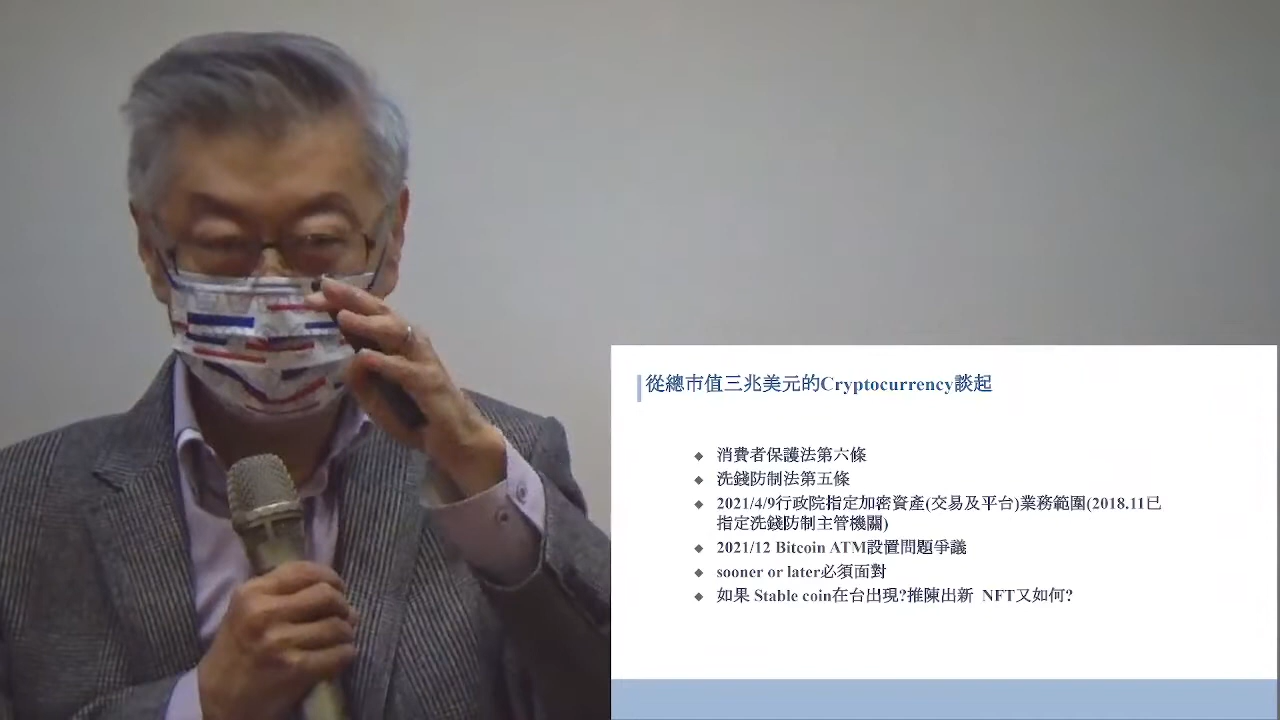 從總市值三兆美元的Cryptocurrency談起
◆ 消費者保護法第六條
◆ 洗錢防制法第五條
◆ 2021/4/9行政院指定加密資產(交易及平台)業務範圍(2018.11已
指定洗錢防制主管機關)
◆ 2021/12 Bitcoin ATM設置問題爭議
◆ sooner or later必須面對
◆ 如果 Stable coin在台出現?推陳出新 NFT又如何?